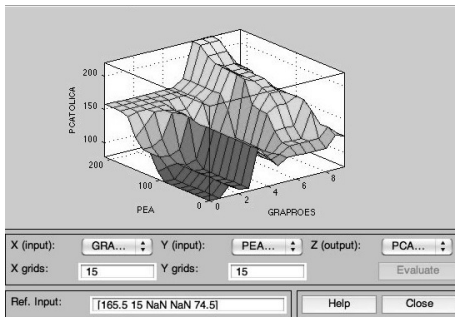 200
150
100
PCATOLICA
200
100
0
PEA
0
2
4
6
8
GRAPROES
X (input): GRA... Y (input): PEA... Z (output): PCA...
X grids: 15 Y grids: 15 Evaluate
Ref. Input: [165.5 15 NaN NaN 74.5] Help Close